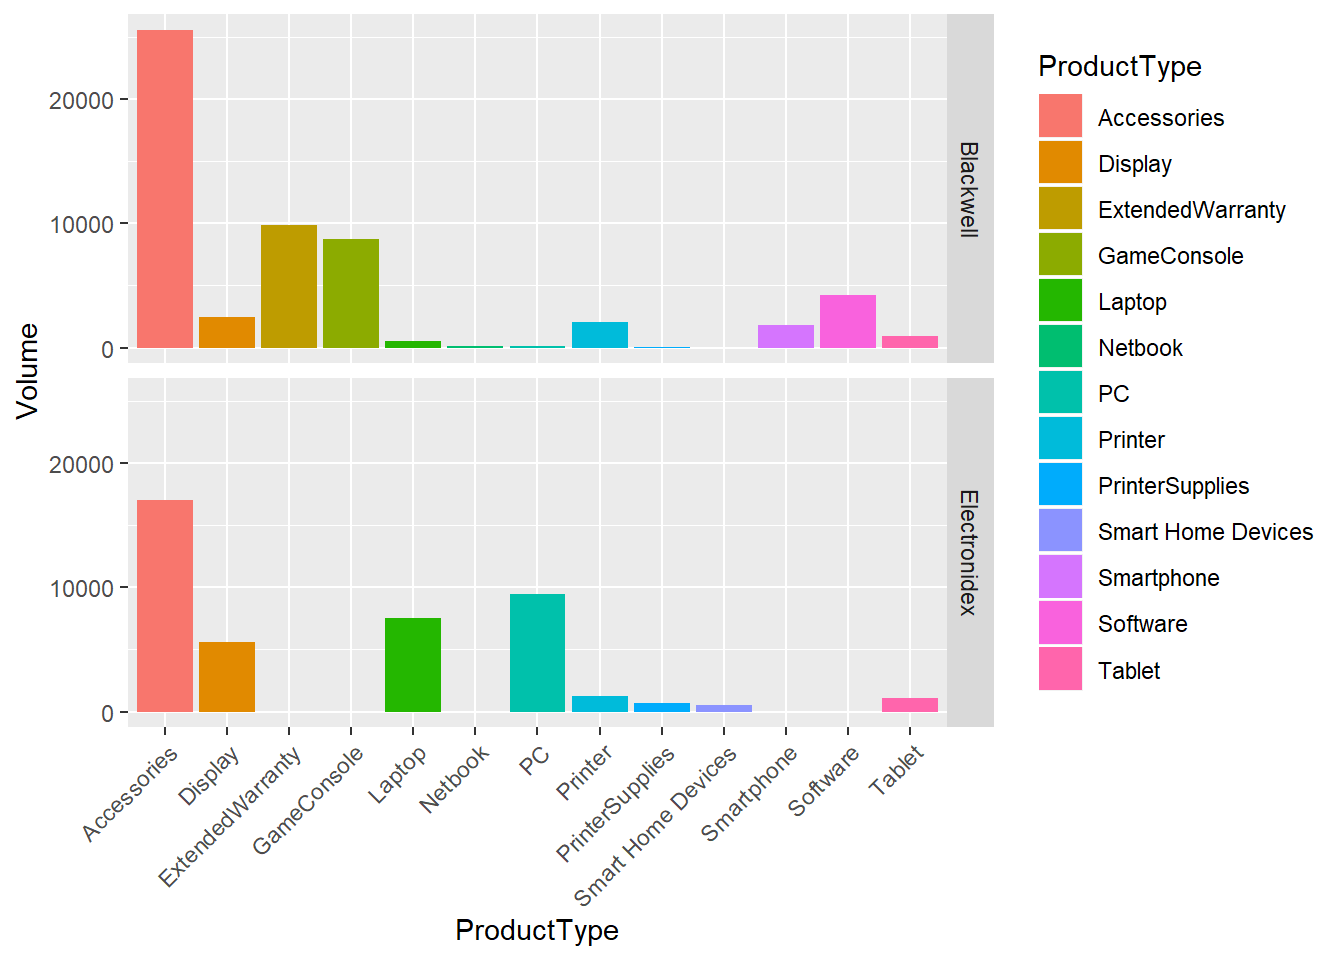 20000
10000
0
Blackwell
20000
10000
0
Electronidex
Volume
Accessories
Display
ExtendedWarranty
GameConsole
Laptop
Netbook
PC
Printer
PrinterSupplies
Smart Home Devices
Smartphone
Software
Tablet
ProductType
ProductType
Accessories
Display
ExtendedWarranty
GameConsole
Laptop
Netbook
PC
Printer
PrinterSupplies
Smart Home Devices
Smartphone
Software
Tablet